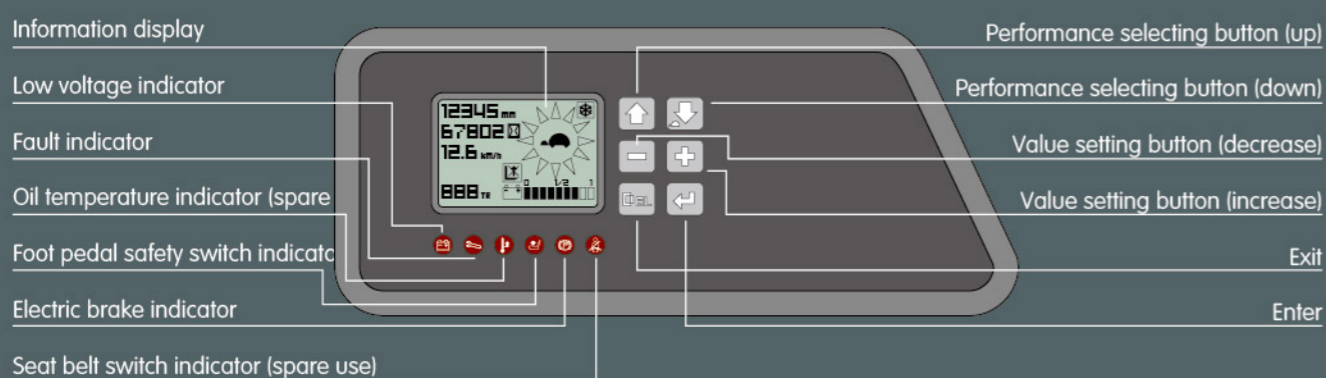 Information display
Low voltage indicator
Fault indicator
Oil temperature indicator (spare
Foot pedal safety switch indicato
Electric brake indicator
Seat belt switch indicator (spare use)
12345 mm
67802
12.6 km/h
888 TR
0 1/2 1
DEL
Performance selecting button (up)
Performance selecting button (down)
Value setting button (decrease)
Value setting button (increase)
Exit
Enter